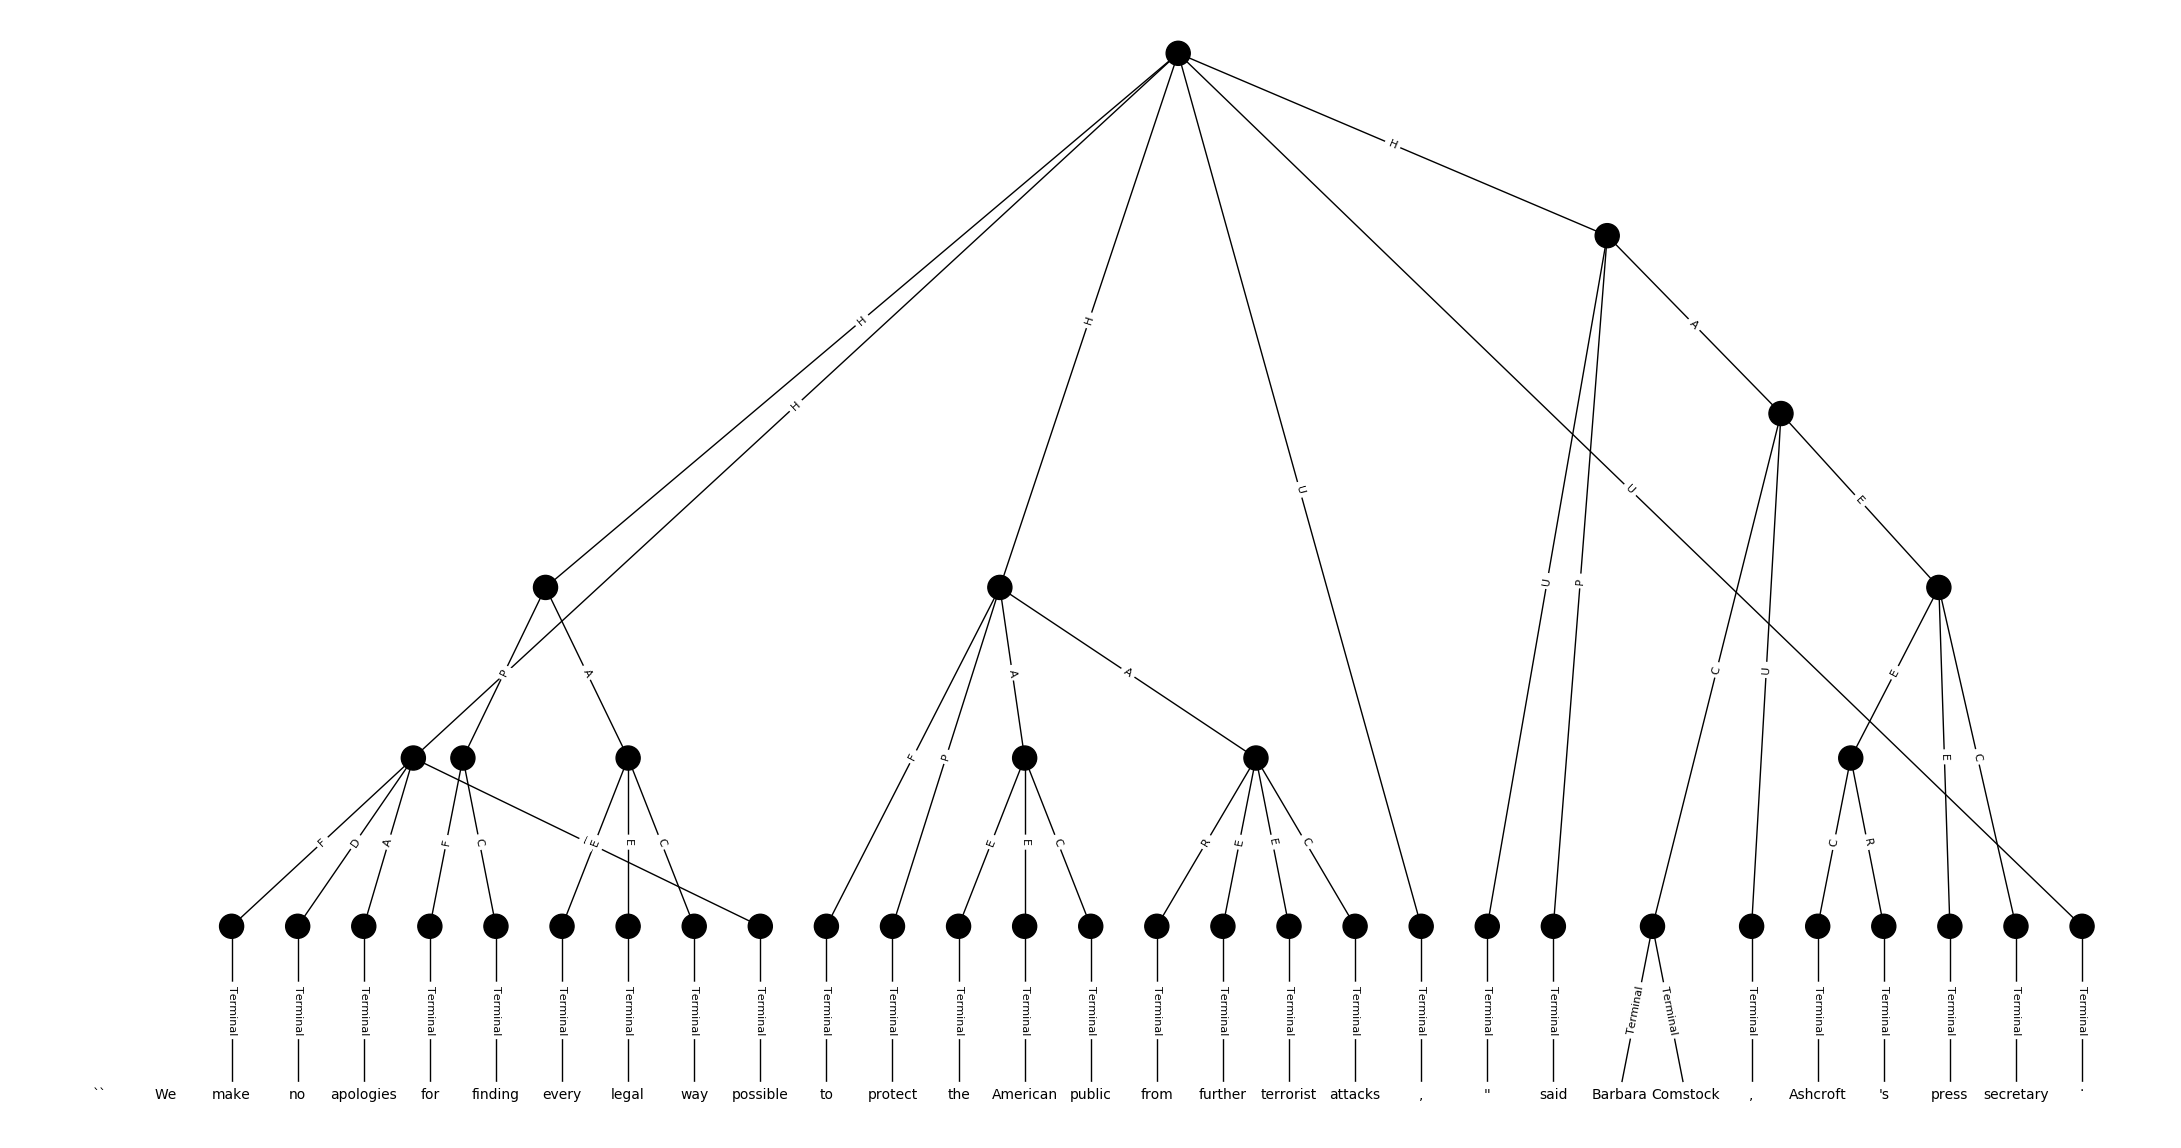 H
H
A
H
H
U
U
E
U
P
P
A
A
A
C
U
E
F
P
E
C
F
D
A
F
C
E
E
C
E
E
C
R
E
E
C
C
R
Terminal Terminal Terminal Terminal Terminal Terminal Terminal Terminal Terminal Terminal Terminal Terminal Terminal Terminal Terminal Terminal Terminal Terminal Terminal Terminal Terminal Terminal Terminal Terminal Terminal Terminal Terminal Terminal Terminal
`` We make no apologies for finding every legal way possible to protect the American public from further terrorist attacks , " said Barbara Comstock , Ashcroft 's press secretary .